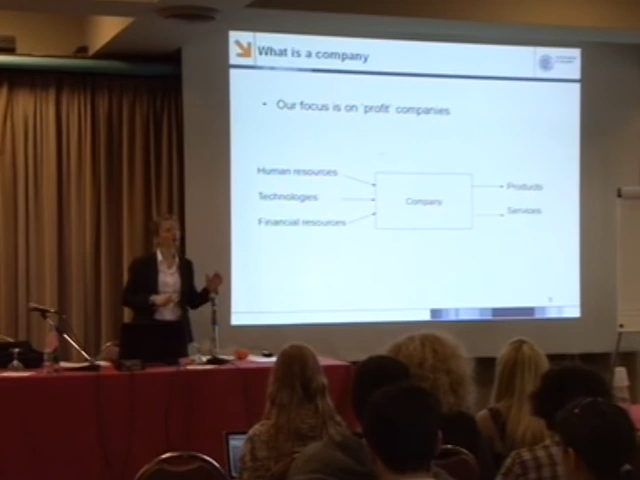 What is a company
• Our focus is on 'profit' companies
Human resources
Technologies
Financial resources
Company
Products
Services